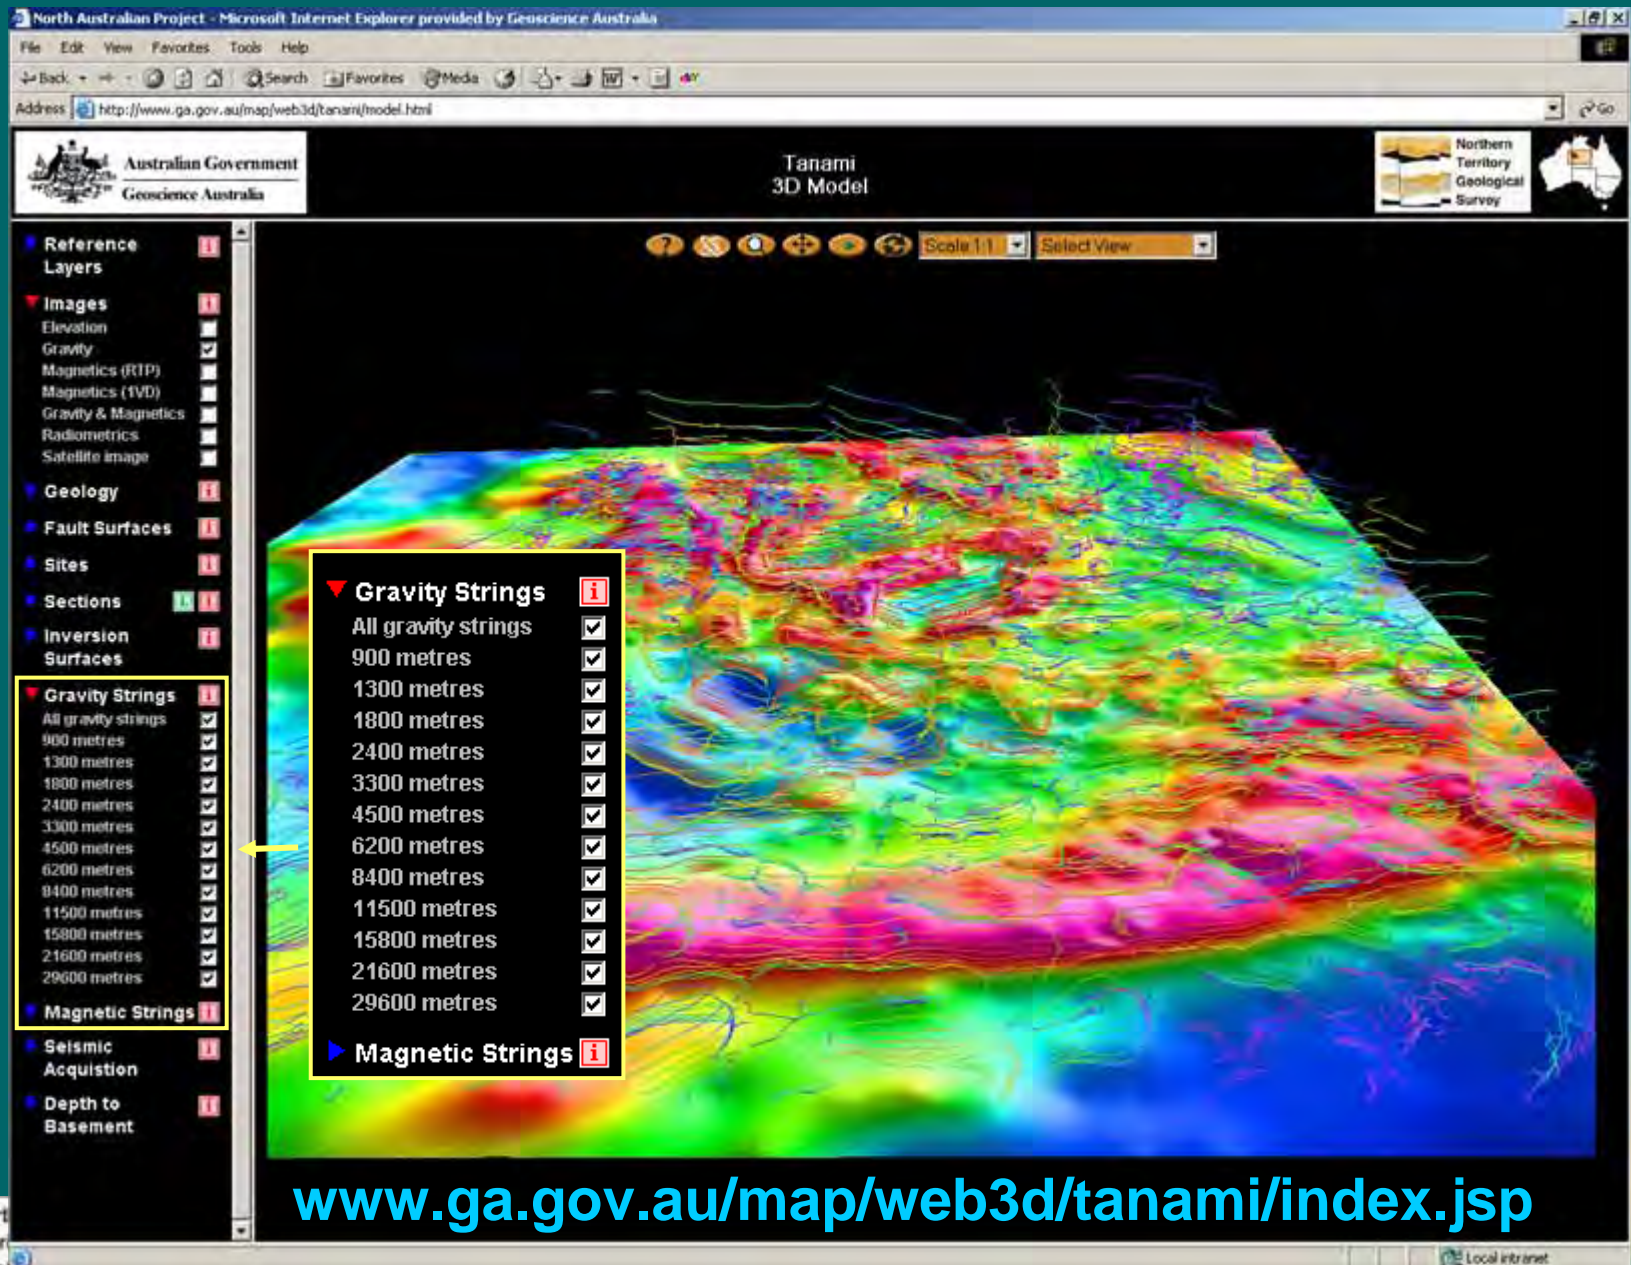 North Australian Project - Microsoft Internet Explorer provided by Geoscience Australia
File Edit View Favorites Tools Help
Back Search Favorites Media
Address http://www.ga.gov.au/map/web3d/tanami/model.html Go
Australian Government
Geoscience Australia
Tanami
3D Model
Northern
Territory
Geological
Survey
Scale 1:1 Select View
Reference
Layers
Images
Elevation
Gravity
Magnetics (RTP)
Magnetics (1VD)
Gravity & Magnetics
Radiometrics
Satellite image
Geology
Fault Surfaces
Sites
Sections
Inversion
Surfaces
Gravity Strings
All gravity strings
900 metres
1300 metres
1800 metres
2400 metres
3300 metres
4500 metres
6200 metres
8400 metres
11500 metres
15800 metres
21600 metres
29600 metres
Magnetic Strings
Seismic
Acquistion
Depth to
Basement
Gravity Strings i
All gravity strings
900 metres
1300 metres
1800 metres
2400 metres
3300 metres
4500 metres
6200 metres
8400 metres
11500 metres
15800 metres
21600 metres
29600 metres
Magnetic Strings i
www.ga.gov.au/map/web3d/tanami/index.jsp
Local intranet